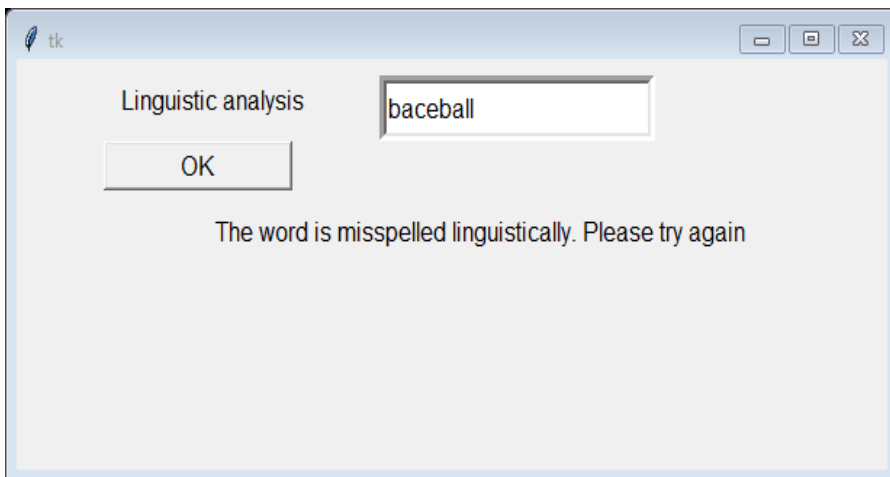 tk
Linguistic analysis
baceball
OK
The word is misspelled linguistically. Please try again